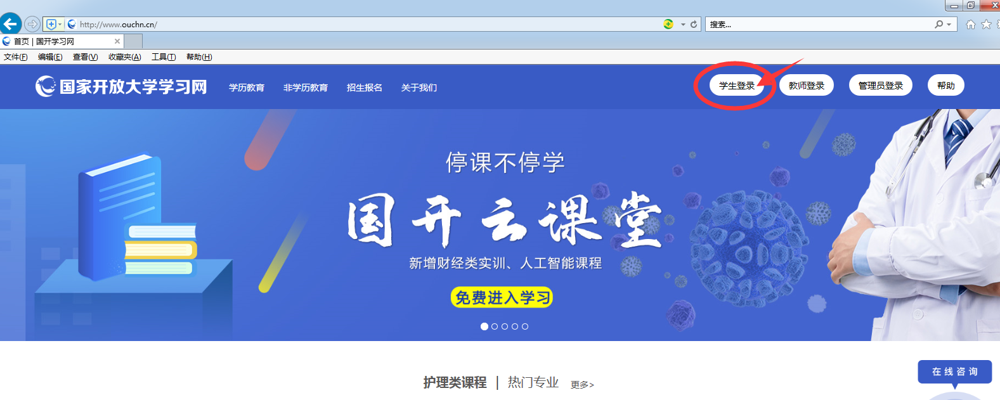 http://www.ouchn.cn/
搜索...
首页 | 国开学习网
文件(F) 编辑(E) 查看(V) 收藏夹(A) 工具(T) 帮助(H)
国家开放大学学习网 学历教育 非学历教育 招生报名 关于我们 学生登录 教师登录 管理员登录 帮助
停课不停学
国开云课堂
新增财经类实训、人工智能课程
免费进入学习
在线咨询
护理类课程 | 热门专业 更多>